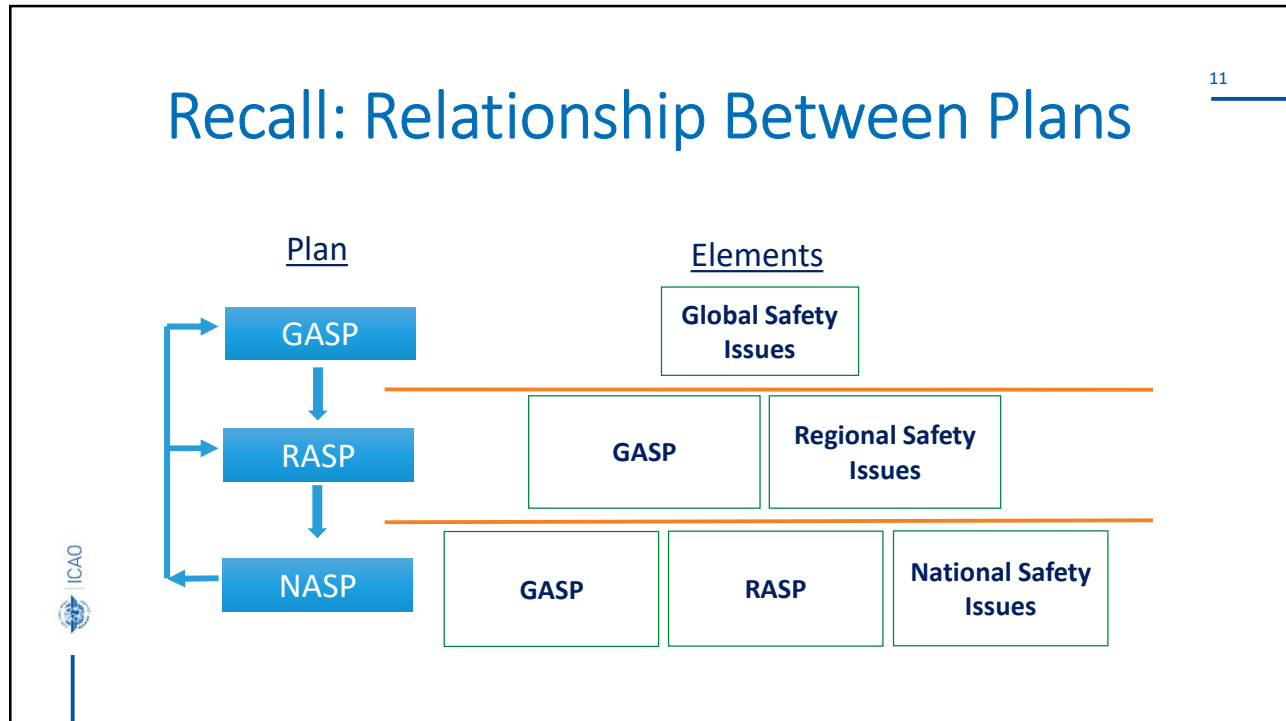 11
Recall: Relationship Between Plans
Plan
Elements
GASP
Global Safety
Issues
RASP
GASP
Regional Safety
Issues
NASP
GASP
RASP
National Safety
Issues
ICAO